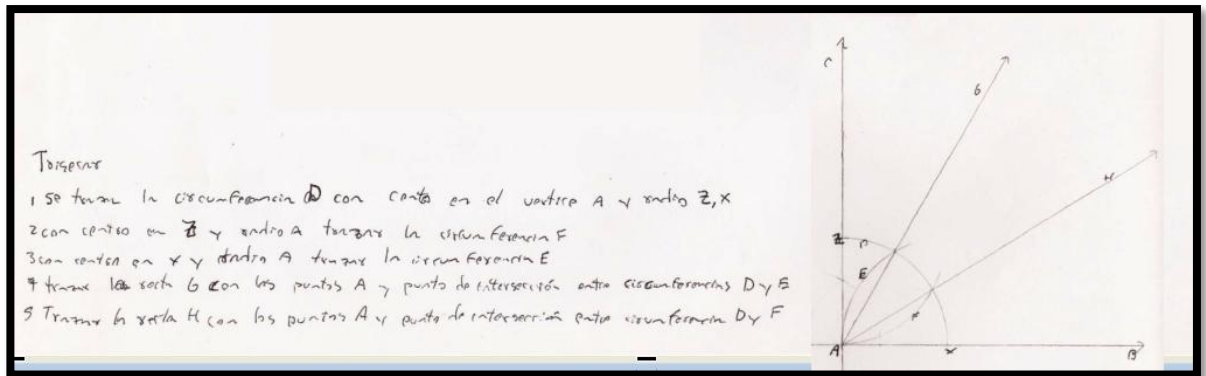 Trisecar
1 Se trazar la circunferencia D con centro en el vertice A y radio Z,X
2 con centro en Z y radio A trazar la circunferencia F
3 con centro en x y radio A trazar la circunferencia E
4 trazar la recta G con los puntos A y punto de intersección entre circunferencias D y E
5 Trazar la recta H con los puntos A y punto de intersección entre circunferencia D y F
C
G
H
Z
D
E
F
A
X
B